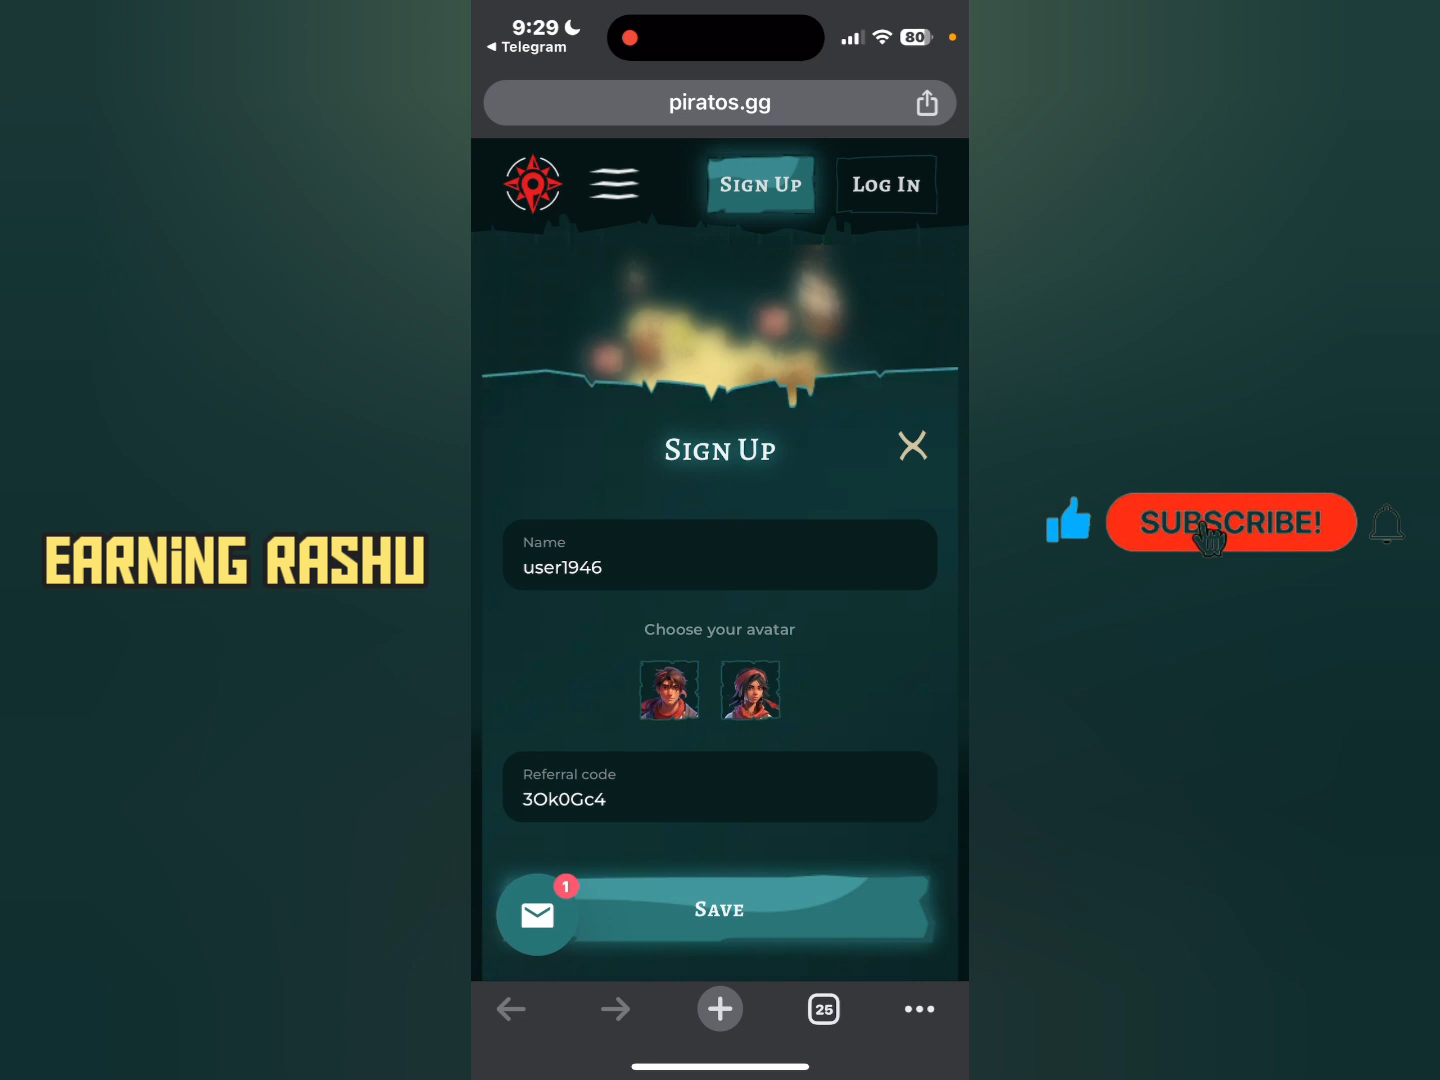 9:29
80
◀ Telegram
piratos.gg
Sign Up
Log In
Sign Up
Name
user1946
Choose your avatar
Referral code
3Ok0Gc4
1
Save
25
EARNiNG RASHU
SUBSCRIBE!